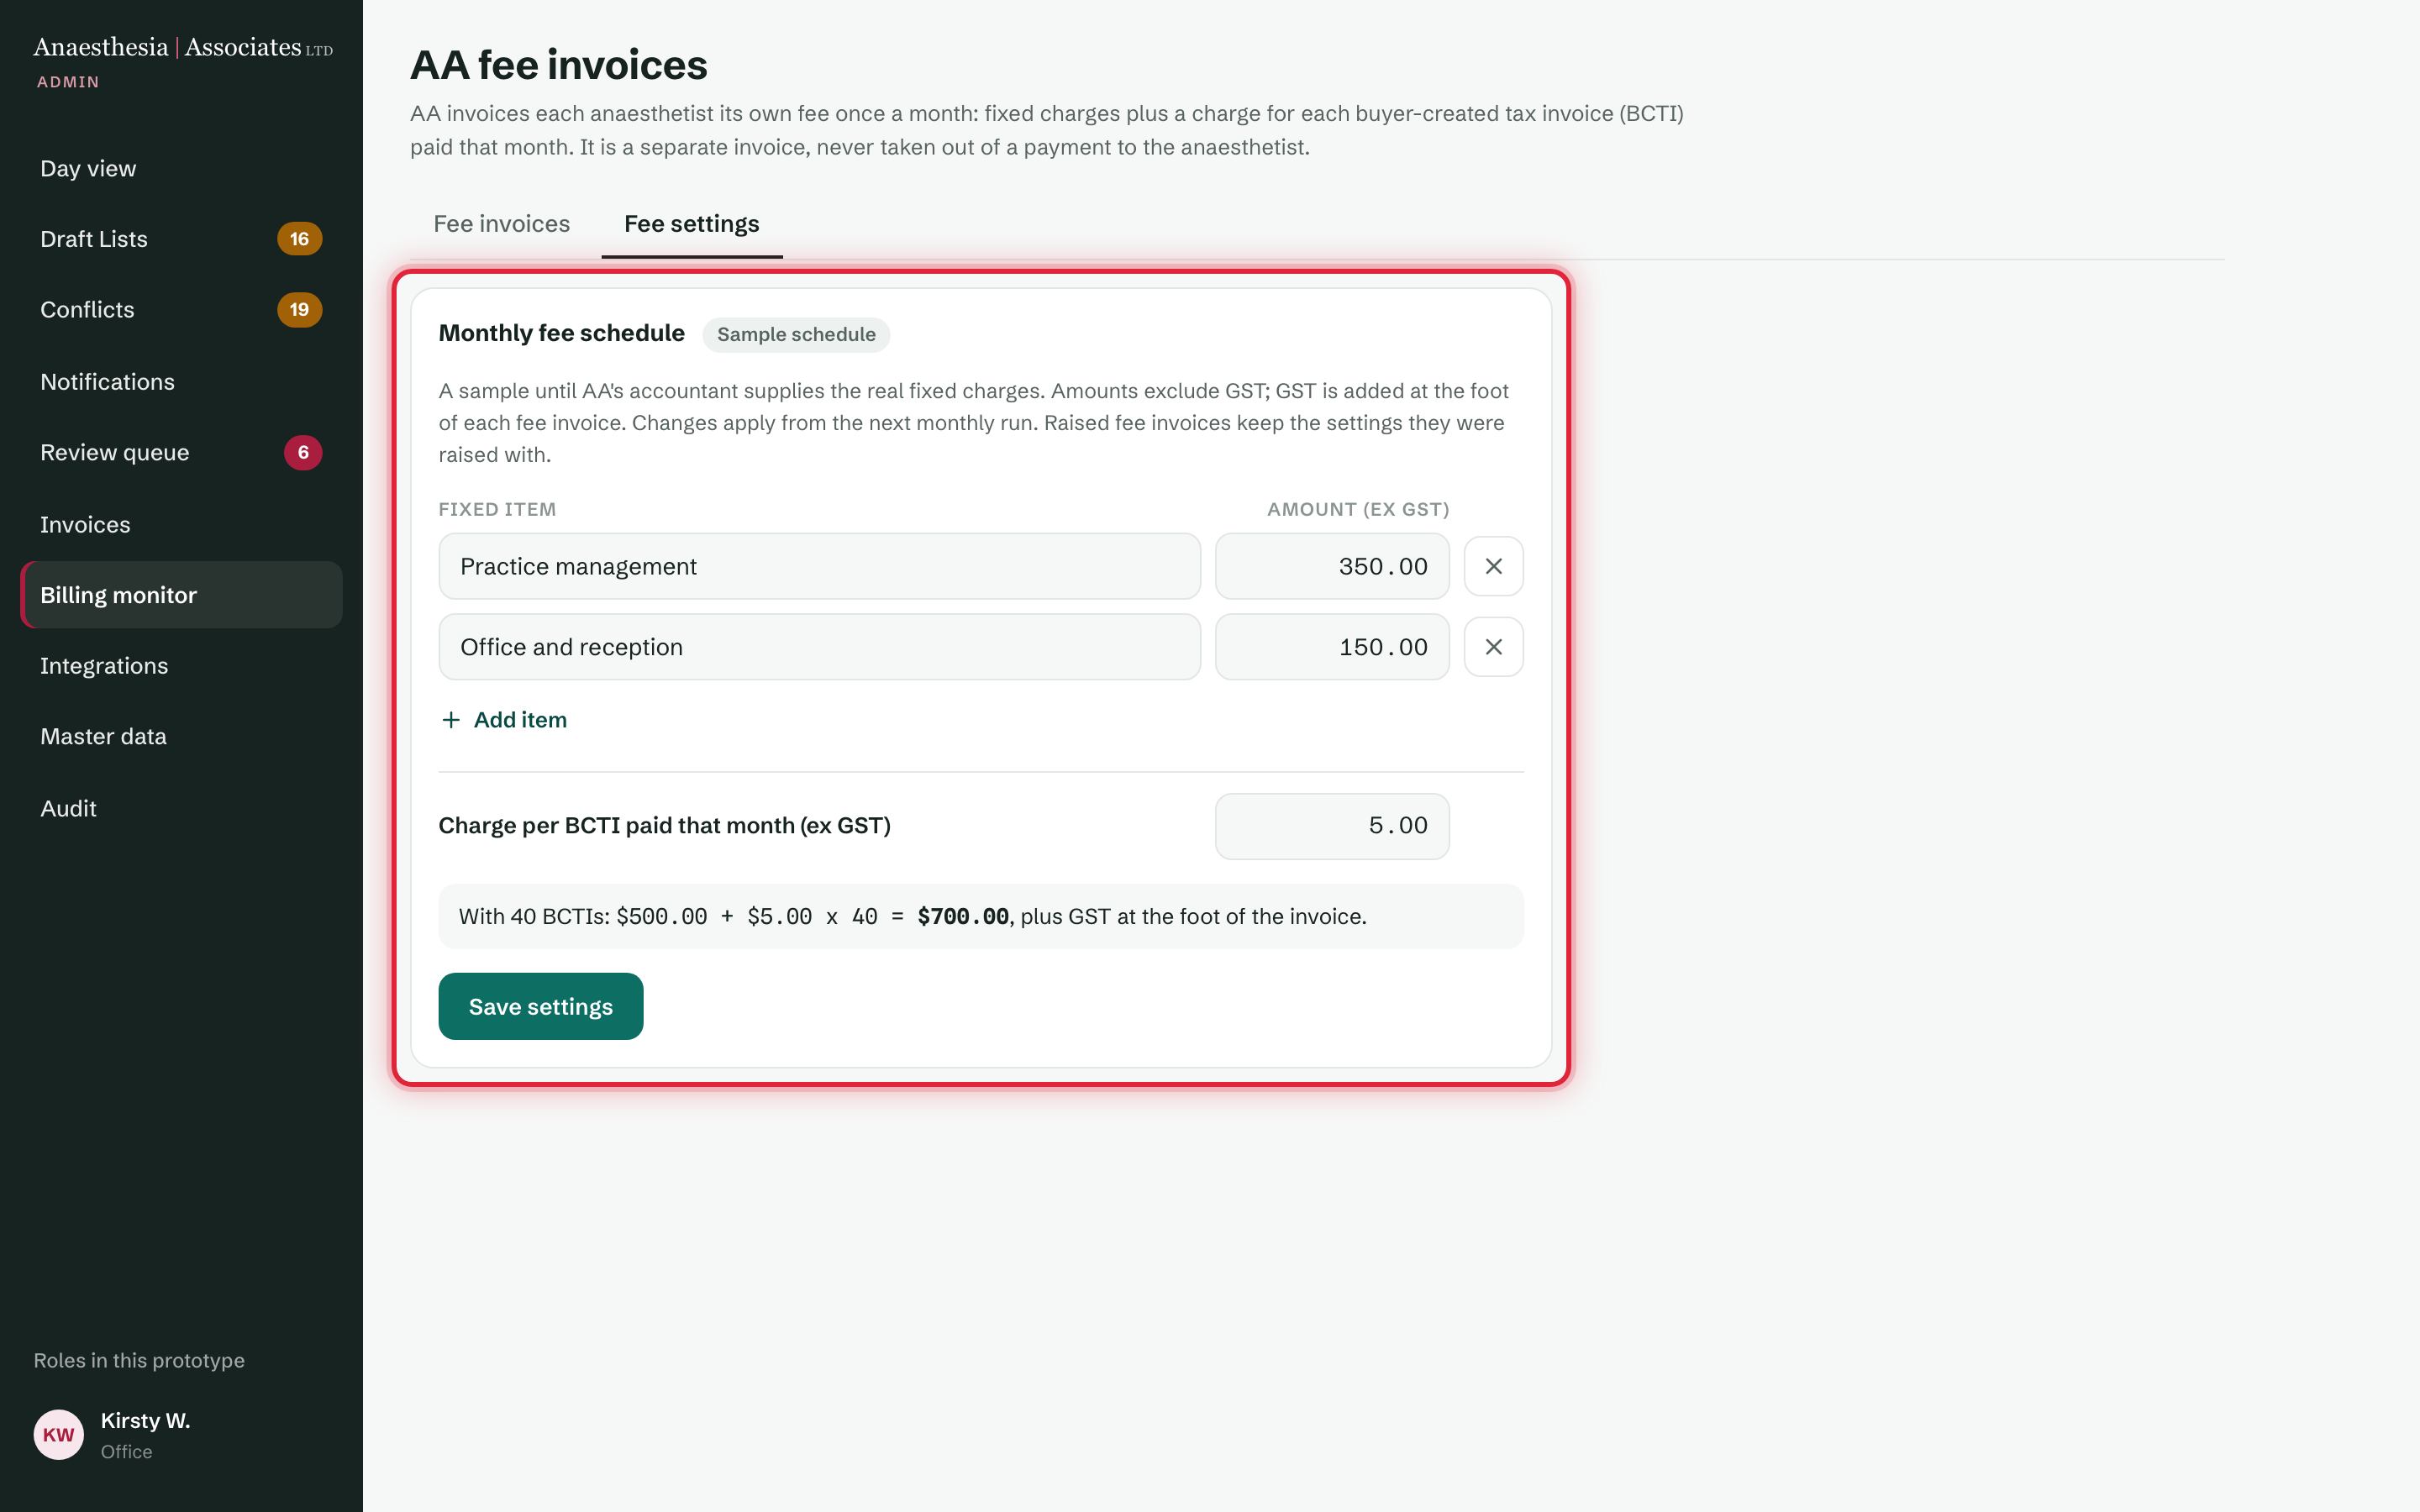 Anaesthesia | Associates LTD
ADMIN
Day view
Draft Lists 16
Conflicts 19
Notifications
Review queue 6
Invoices
Billing monitor
Integrations
Master data
Audit
Roles in this prototype
KW
Kirsty W.
Office
AA fee invoices
AA invoices each anaesthetist its own fee once a month: fixed charges plus a charge for each buyer-created tax invoice (BCTI)
paid that month. It is a separate invoice, never taken out of a payment to the anaesthetist.
Fee invoices Fee settings
Monthly fee schedule Sample schedule
A sample until AA's accountant supplies the real fixed charges. Amounts exclude GST; GST is added at the foot
of each fee invoice. Changes apply from the next monthly run. Raised fee invoices keep the settings they were
raised with.
FIXED ITEM AMOUNT (EX GST)
Practice management 350.00
Office and reception 150.00
+ Add item
Charge per BCTI paid that month (ex GST) 5.00
With 40 BCTIs: $500.00 + $5.00 x 40 = $700.00, plus GST at the foot of the invoice.
Save settings